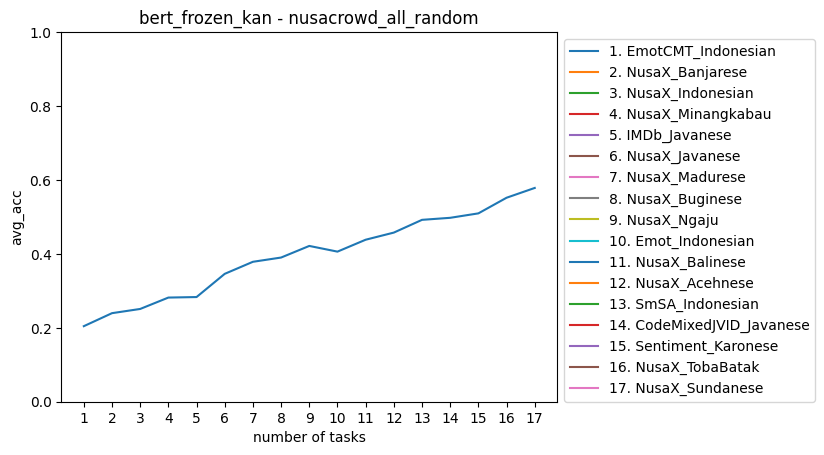 bert_frozen_kan - nusacrowd_all_random
1.0
0.8
0.6
0.4
0.2
0.0
avg_acc
1 2 3 4 5 6 7 8 9 10 11 12 13 14 15 16 17
number of tasks
1. EmotCMT_Indonesian
2. NusaX_Banjarese
3. NusaX_Indonesian
4. NusaX_Minangkabau
5. IMDb_Javanese
6. NusaX_Javanese
7. NusaX_Madurese
8. NusaX_Buginese
9. NusaX_Ngaju
10. Emot_Indonesian
11. NusaX_Balinese
12. NusaX_Acehnese
13. SmSA_Indonesian
14. CodeMixedJVID_Javanese
15. Sentiment_Karonese
16. NusaX_TobaBatak
17. NusaX_Sundanese